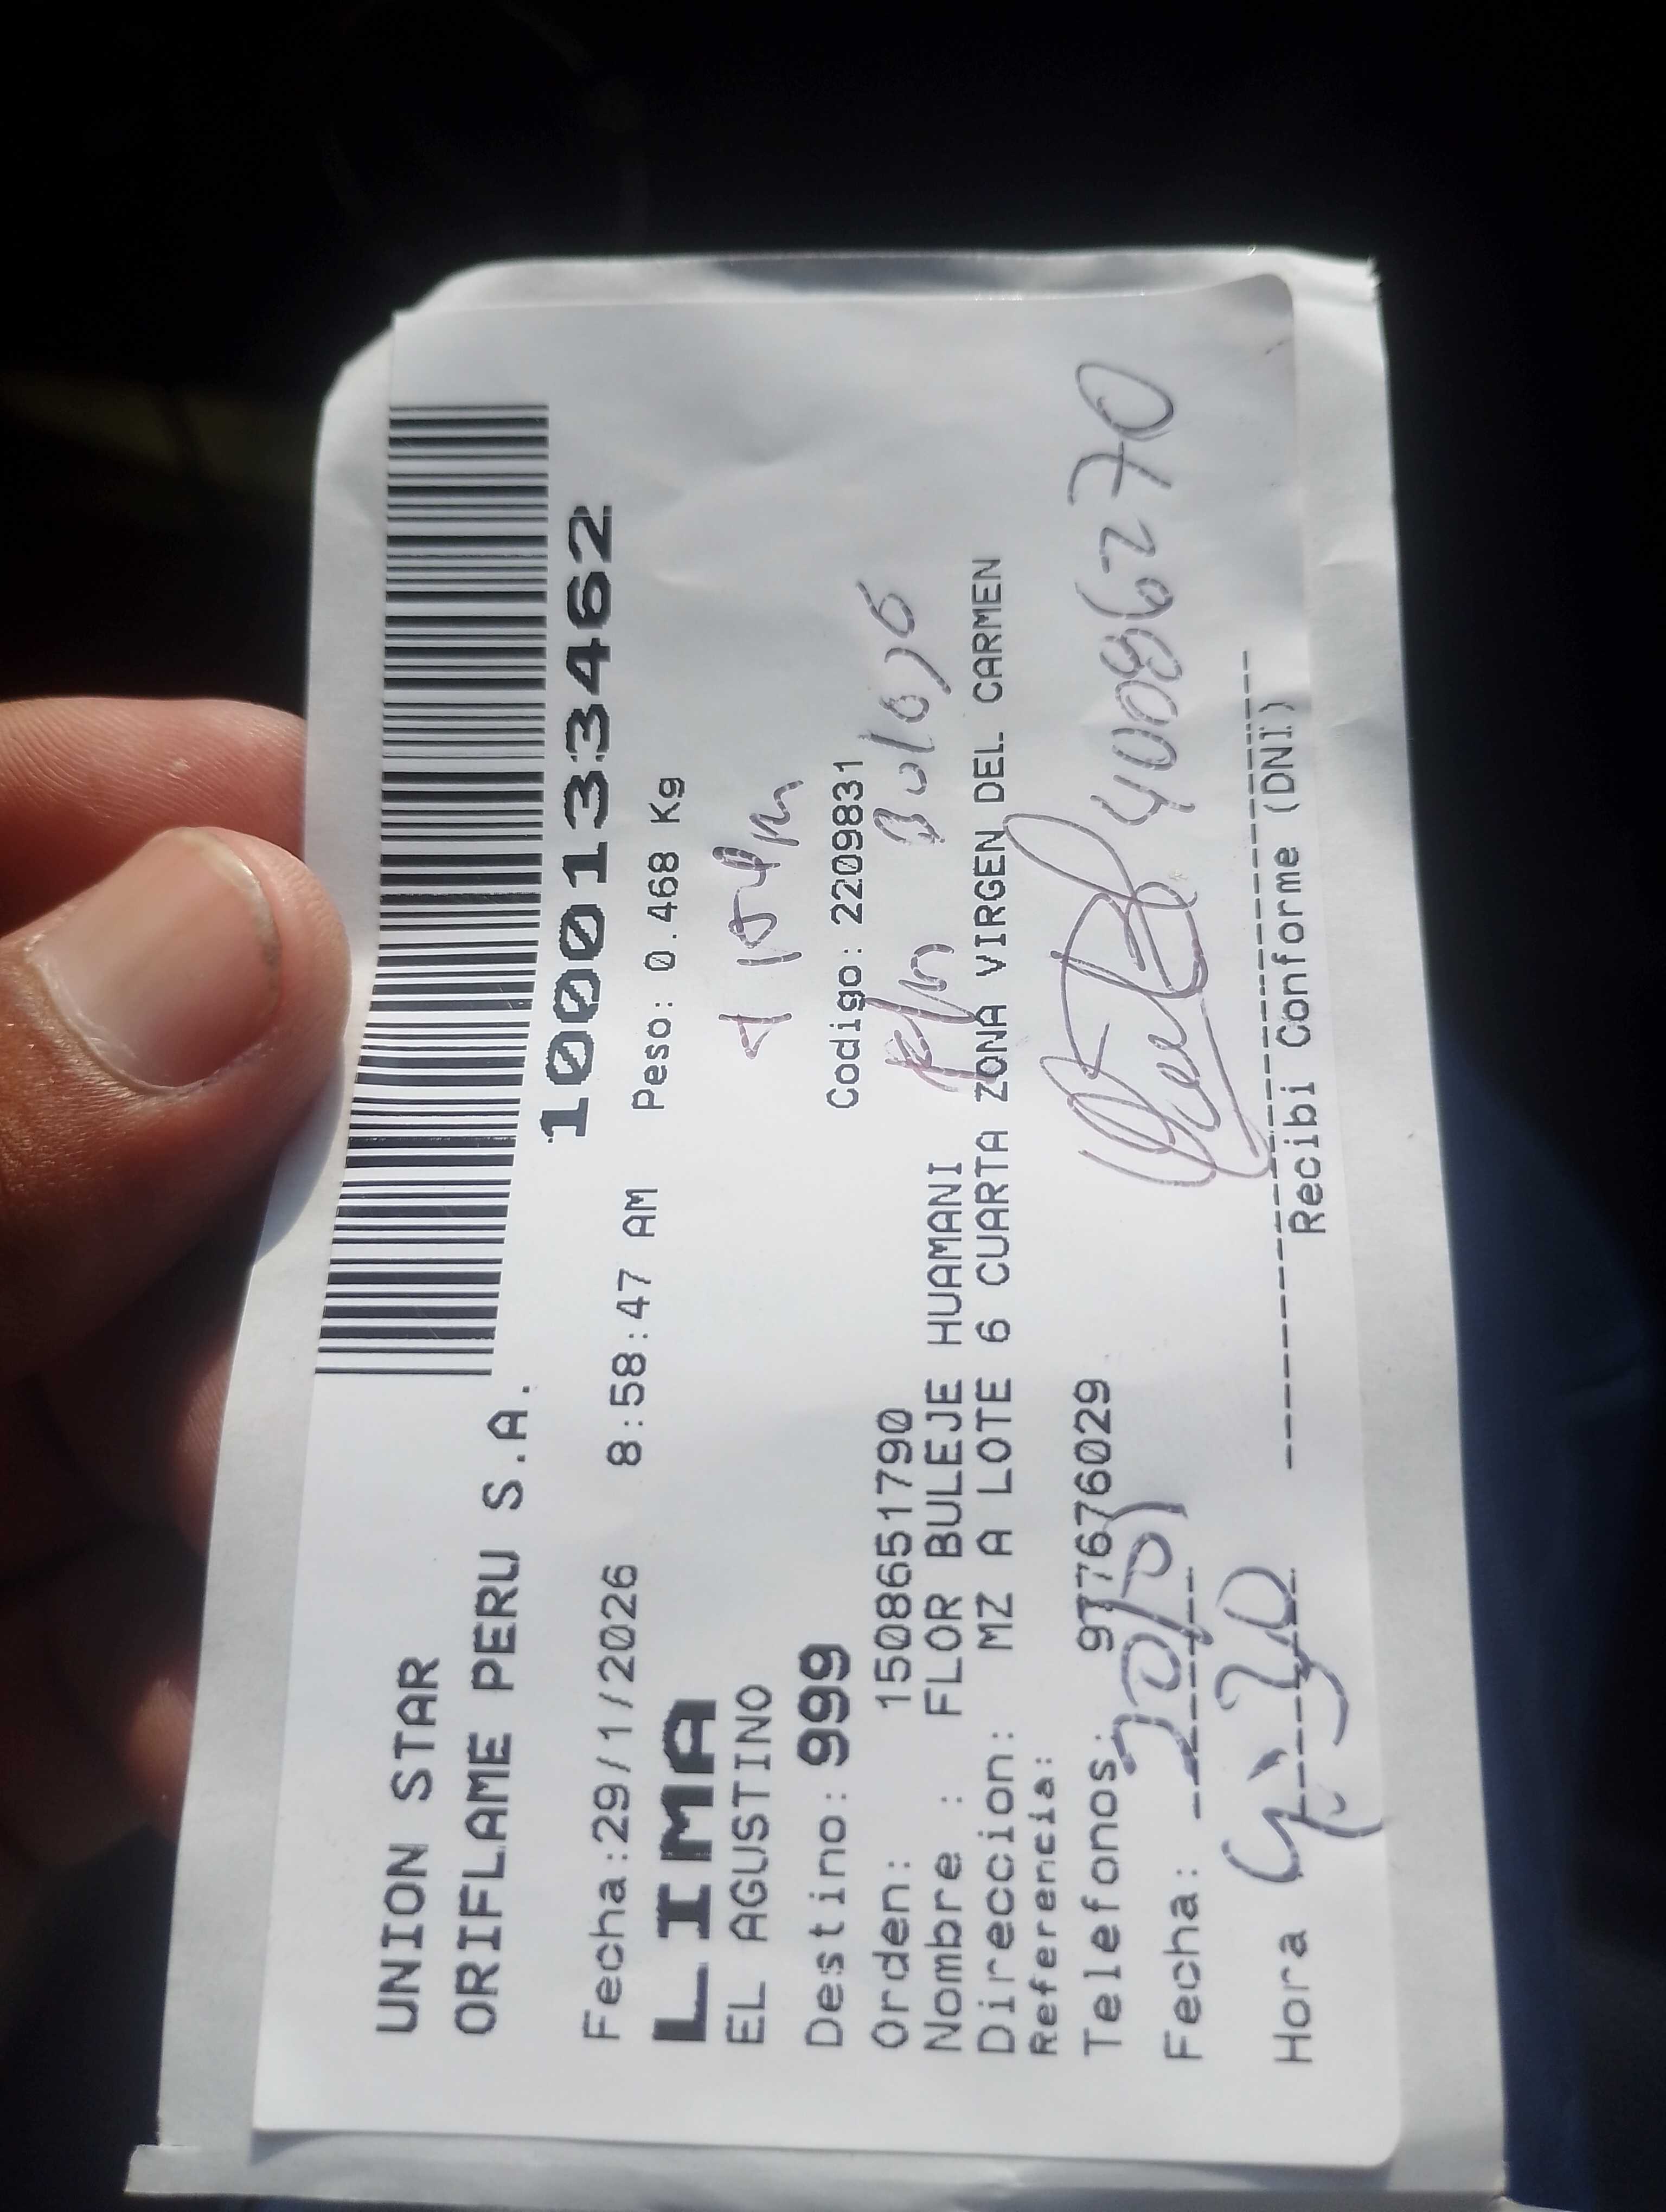 UNION STAR
ORIFLAME PERU S.A.
1000133462
Fecha:29/1/2026 8:58:47 AM Peso: 0.468 Kg
LIMA
EL AGUSTINO
Destino: 999
Orden: 1508651790 Codigo: 2209831
Nombre : FLOR BULEJE HUAMANI
Direccion: MZ A LOTE 6 CUARTA ZONA VIRGEN DEL CARMEN
Referencia:
Telefonos: 977676029
40086270
Fecha:
Hora
Recibi Conforme (DNI)